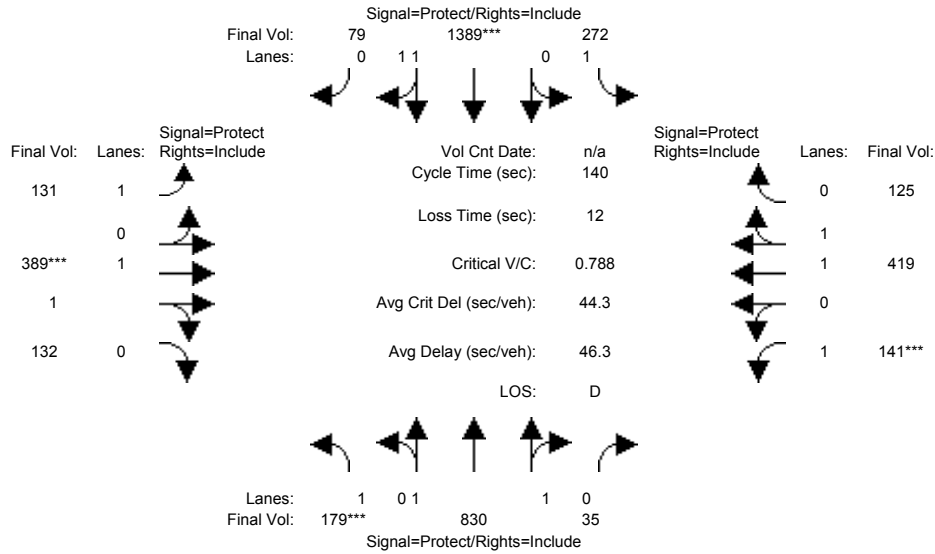 Signal=Protect/Rights=Include
Final Vol: 79 1389*** 272
Lanes: 0 1 1 0 1
Signal=Protect
Final Vol: Lanes: Rights=Include
Vol Cnt Date: n/a
Signal=Protect
Rights=Include Lanes: Final Vol:
Cycle Time (sec): 140
131 1
0 125
Loss Time (sec): 12
0
1
389*** 1
Critical V/C: 0.788
1 419
1
Avg Crit Del (sec/veh): 44.3
0
132 0
Avg Delay (sec/veh): 46.3
1 141***
LOS: D
Lanes: 1 0 1 1 0
Final Vol: 179*** 830 35
Signal=Protect/Rights=Include